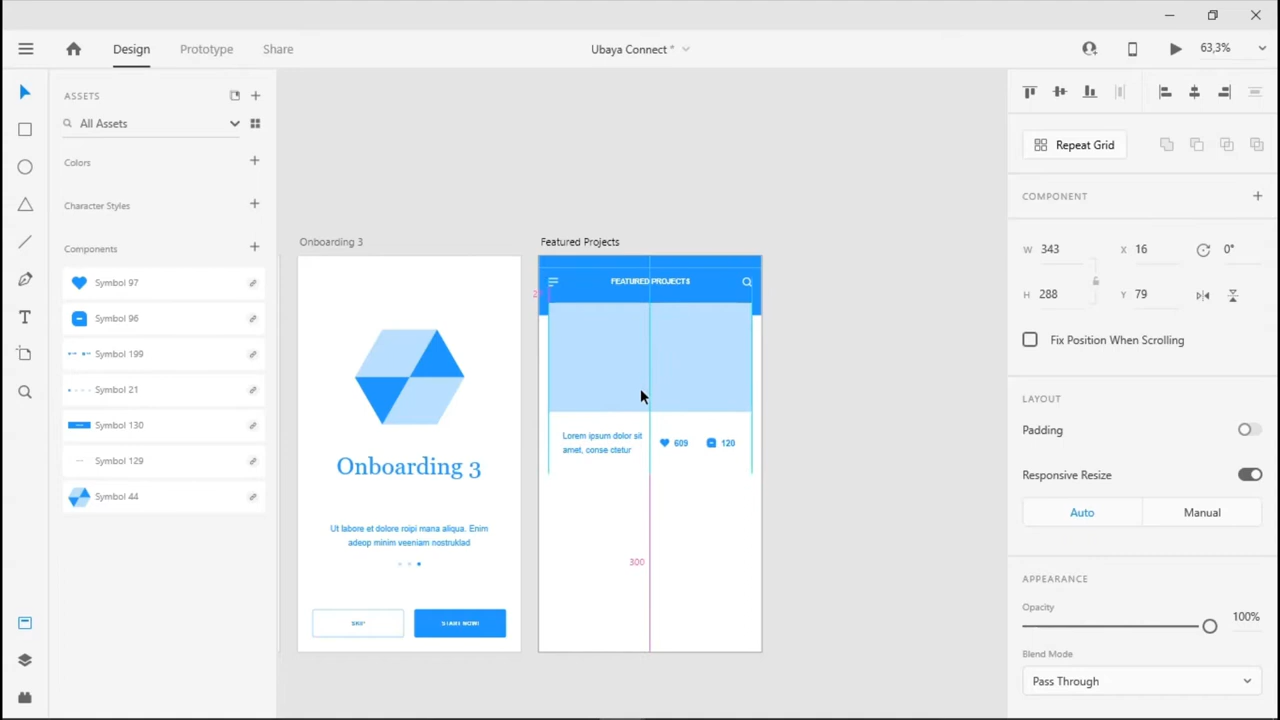 Design
Prototype
Share
Ubaya Connect *
63,3%
ASSETS
All Assets
Colors
Character Styles
Components
Symbol 97
Symbol 96
Symbol 199
Symbol 21
Symbol 130
Symbol 129
Symbol 44
Onboarding 3
Onboarding 3
Ut labore et dolore roipi mana aliqua. Enim
adeop minim veeniam nostruklad
SKIP
START NOW!
Featured Projects
FEATURED PROJECTS
Lorem ipsum dolor sit
amet, conse ctetur
609
120
300
Repeat Grid
COMPONENT
W 343
X 16
0°
H 288
Y 79
Fix Position When Scrolling
LAYOUT
Padding
Responsive Resize
Auto
Manual
APPEARANCE
Opacity
100%
Blend Mode
Pass Through